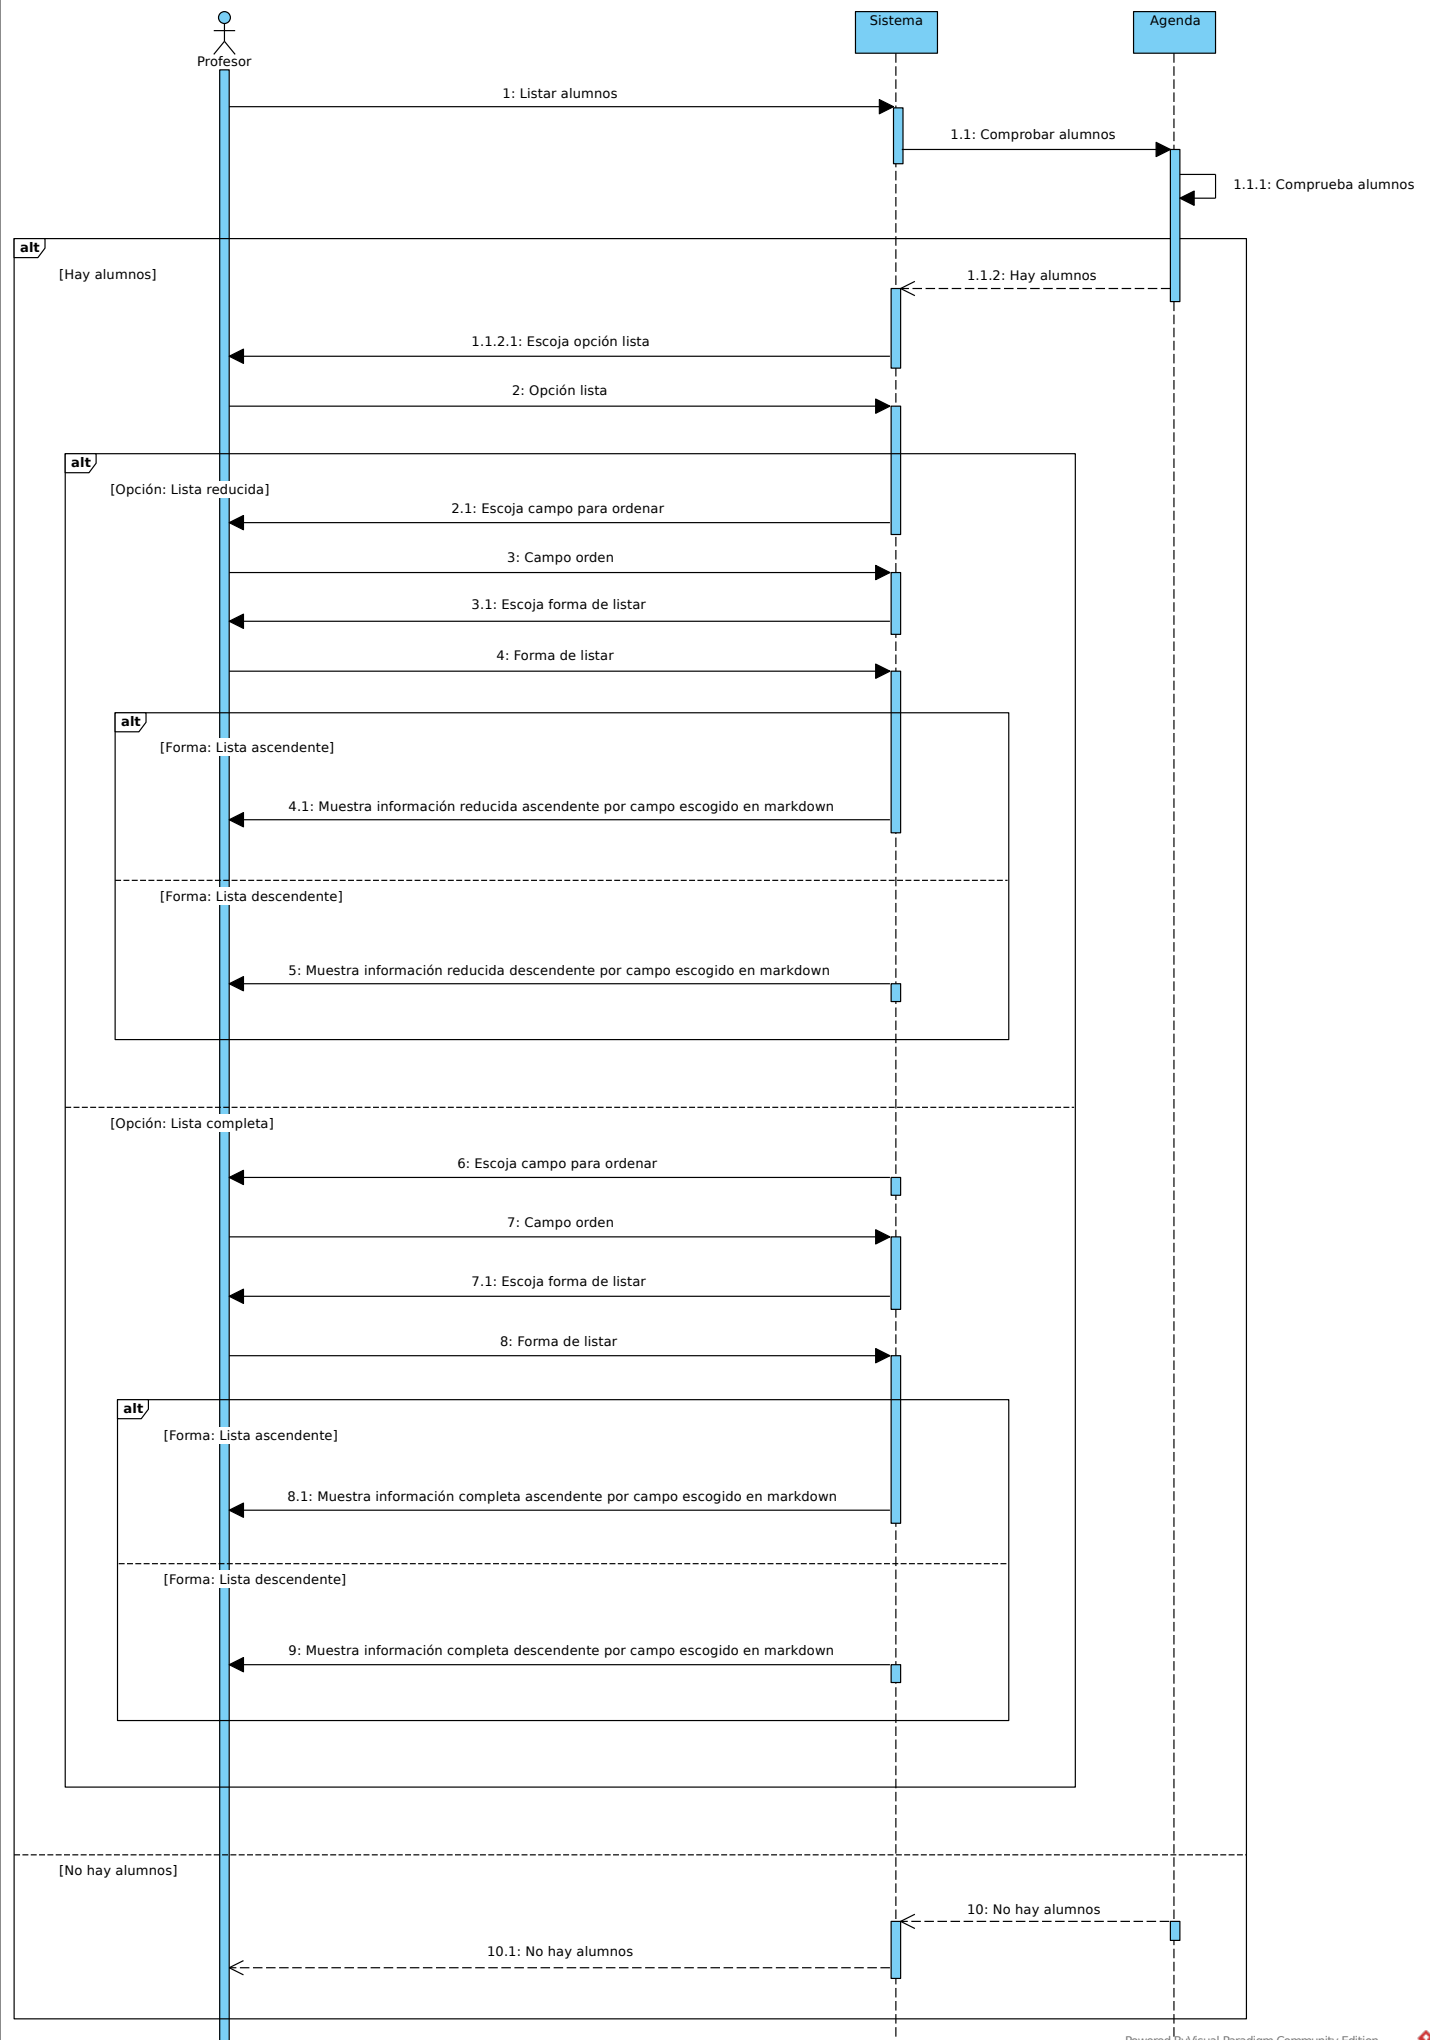 Profesor
Sistema
Agenda
1: Listar alumnos
1.1: Comprobar alumnos
1.1.1: Comprueba alumnos
alt
[Hay alumnos]
1.1.2: Hay alumnos
1.1.2.1: Escoja opción lista
2: Opción lista
alt
[Opción: Lista reducida]
2.1: Escoja campo para ordenar
3: Campo orden
3.1: Escoja forma de listar
4: Forma de listar
alt
[Forma: Lista ascendente]
4.1: Muestra información reducida ascendente por campo escogido en markdown
[Forma: Lista descendente]
5: Muestra información reducida descendente por campo escogido en markdown
[Opción: Lista completa]
6: Escoja campo para ordenar
7: Campo orden
7.1: Escoja forma de listar
8: Forma de listar
alt
[Forma: Lista ascendente]
8.1: Muestra información completa ascendente por campo escogido en markdown
[Forma: Lista descendente]
9: Muestra información completa descendente por campo escogido en markdown
[No hay alumnos]
10: No hay alumnos
10.1: No hay alumnos
Powered ByVisual Paradigm Community Edition